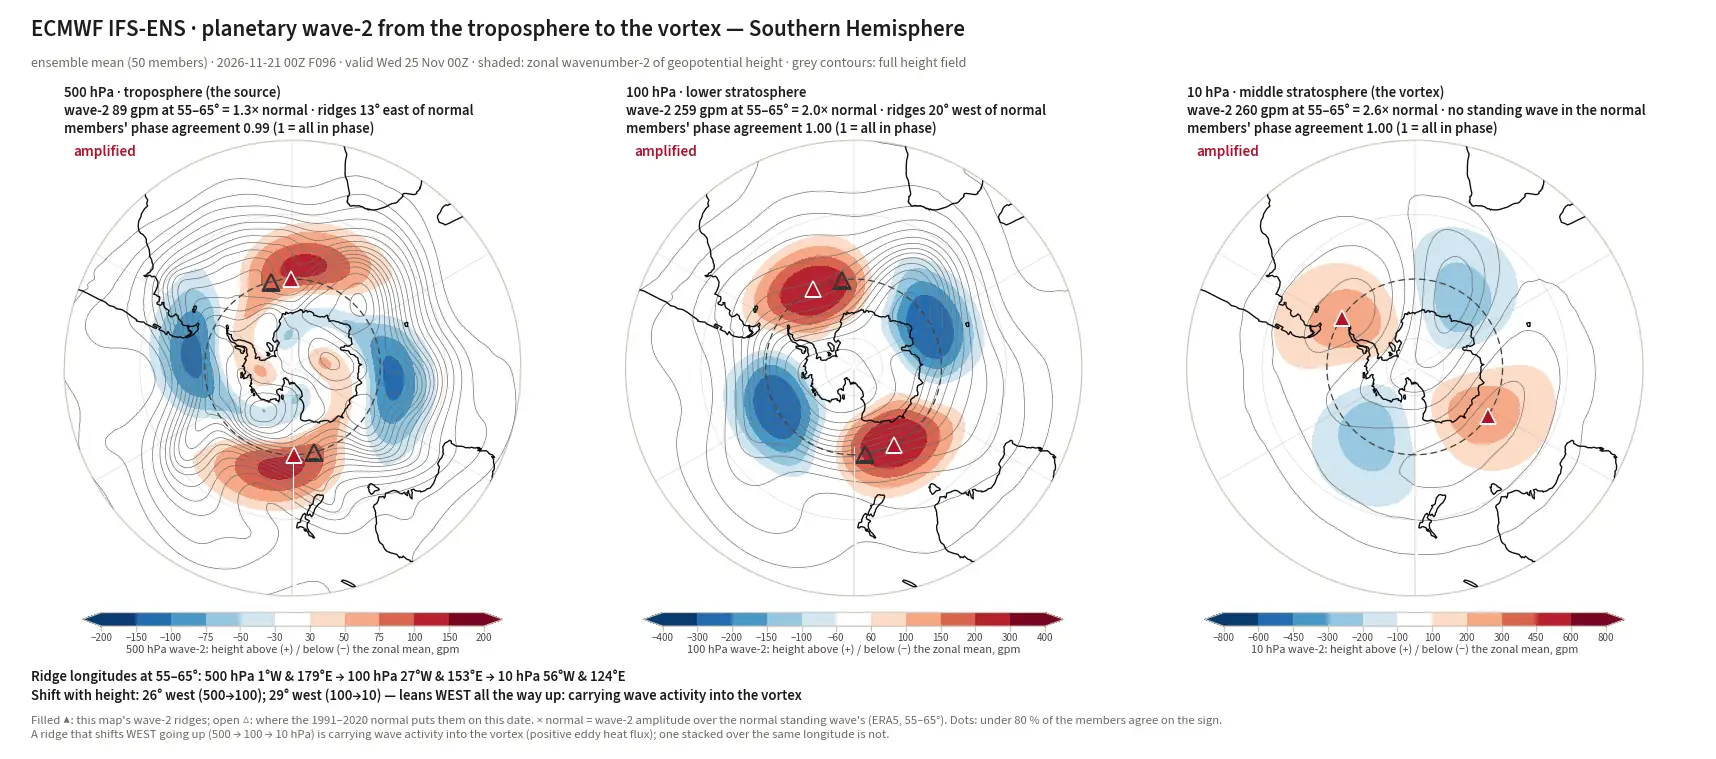 ECMWF IFS-ENS · planetary wave-2 from the troposphere to the vortex — Southern Hemisphere
ensemble mean (50 members) · 2026-11-21 00Z F096 · valid Wed 25 Nov 00Z · shaded: zonal wavenumber-2 of geopotential height · grey contours: full height field
500 hPa · troposphere (the source)
wave-2 89 gpm at 55–65° = 1.3× normal · ridges 13° east of normal
members' phase agreement 0.99 (1 = all in phase)
amplified
100 hPa · lower stratosphere
wave-2 259 gpm at 55–65° = 2.0× normal · ridges 20° west of normal
members' phase agreement 1.00 (1 = all in phase)
amplified
10 hPa · middle stratosphere (the vortex)
wave-2 260 gpm at 55–65° = 2.6× normal · no standing wave in the normal
members' phase agreement 1.00 (1 = all in phase)
amplified
−200 −150 −100 −75 −50 −30 30 50 75 100 150 200
500 hPa wave-2: height above (+) / below (−) the zonal mean, gpm
−400 −300 −200 −150 −100 −60 60 100 150 200 300 400
100 hPa wave-2: height above (+) / below (−) the zonal mean, gpm
−800 −600 −450 −300 −200 −100 100 200 300 450 600 800
10 hPa wave-2: height above (+) / below (−) the zonal mean, gpm
Ridge longitudes at 55–65°: 500 hPa 1°W & 179°E → 100 hPa 27°W & 153°E → 10 hPa 56°W & 124°E
Shift with height: 26° west (500→100); 29° west (100→10) — leans WEST all the way up: carrying wave activity into the vortex
Filled ▲: this map's wave-2 ridges; open △: where the 1991–2020 normal puts them on this date. × normal = wave-2 amplitude over the normal standing wave's (ERA5, 55–65°). Dots: under 80 % of the members agree on the sign.
A ridge that shifts WEST going up (500 → 100 → 10 hPa) is carrying wave activity into the vortex (positive eddy heat flux); one stacked over the same longitude is not.